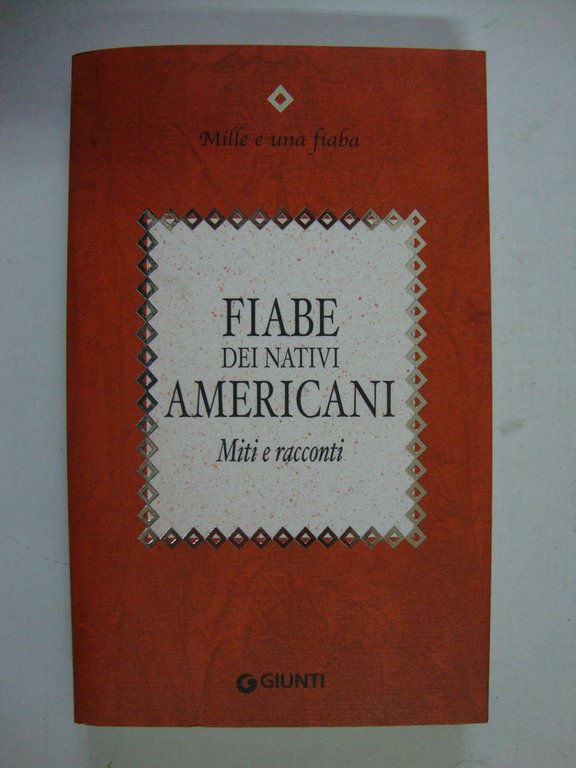 Mille e una fiaba
FIABE
DEI NATIVI
AMERICANI
Miti e racconti
GIUNTI